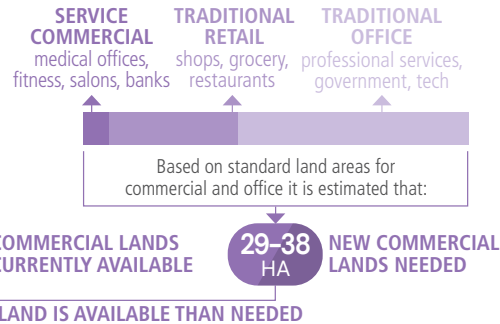 SERVICE COMMERCIAL
medical offices,
fitness, salons, banks
TRADITIONAL RETAIL
shops, grocery,
restaurants
TRADITIONAL OFFICE
professional services,
government, tech
Based on standard land areas for
commercial and office it is estimated that:
COMMERCIAL LANDS
CURRENTLY AVAILABLE
29–38
HA
NEW COMMERCIAL
LANDS NEEDED
LAND IS AVAILABLE THAN NEEDED